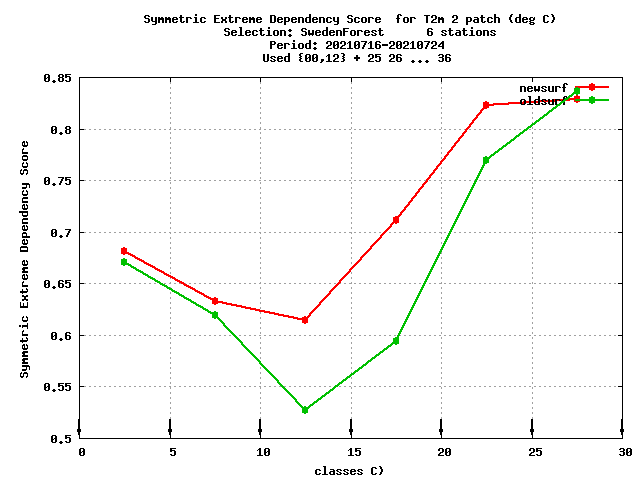 Symmetric Extreme Dependency Score  for T2m 2 patch (deg C)
Selection: SwedenForest      6 stations
Period: 20210716-20210724
Used {00,12} + 25 26 ... 36
Symmetric Extreme Dependency Score
0.85
0.8
0.75
0.7
0.65
0.6
0.55
0.5
newsurf
oldsurf
0 5 10 15 20 25 30
classes C)